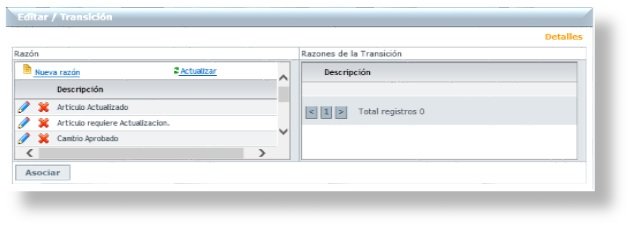 Editar / Transición
Detalles
Razón
Nueva razón
Actualizar
Descripción
Articulo Actualizado
Articulo requiere Actualizacion.
Cambio Aprobado
Asociar
Razones de la Transición
Descripción
< 1 > Total registros 0